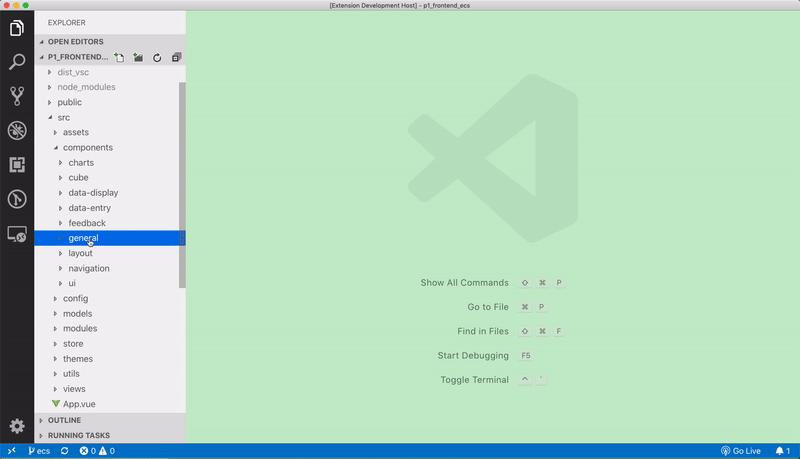 [Extension Development Host] - p1_frontend_ecs
EXPLORER
OPEN EDITORS
P1_FRONTEND...
dist_vsc
node_modules
public
src
assets
components
charts
cube
data-display
data-entry
feedback
general
layout
navigation
ui
config
models
modules
store
themes
utils
views
App.vue
OUTLINE
RUNNING TASKS
Show All Commands ⇧ ⌘ P
Go to File ⌘ P
Find in Files ⇧ ⌘ F
Start Debugging F5
Toggle Terminal ^ `
ecs 0 0 Go Live 1